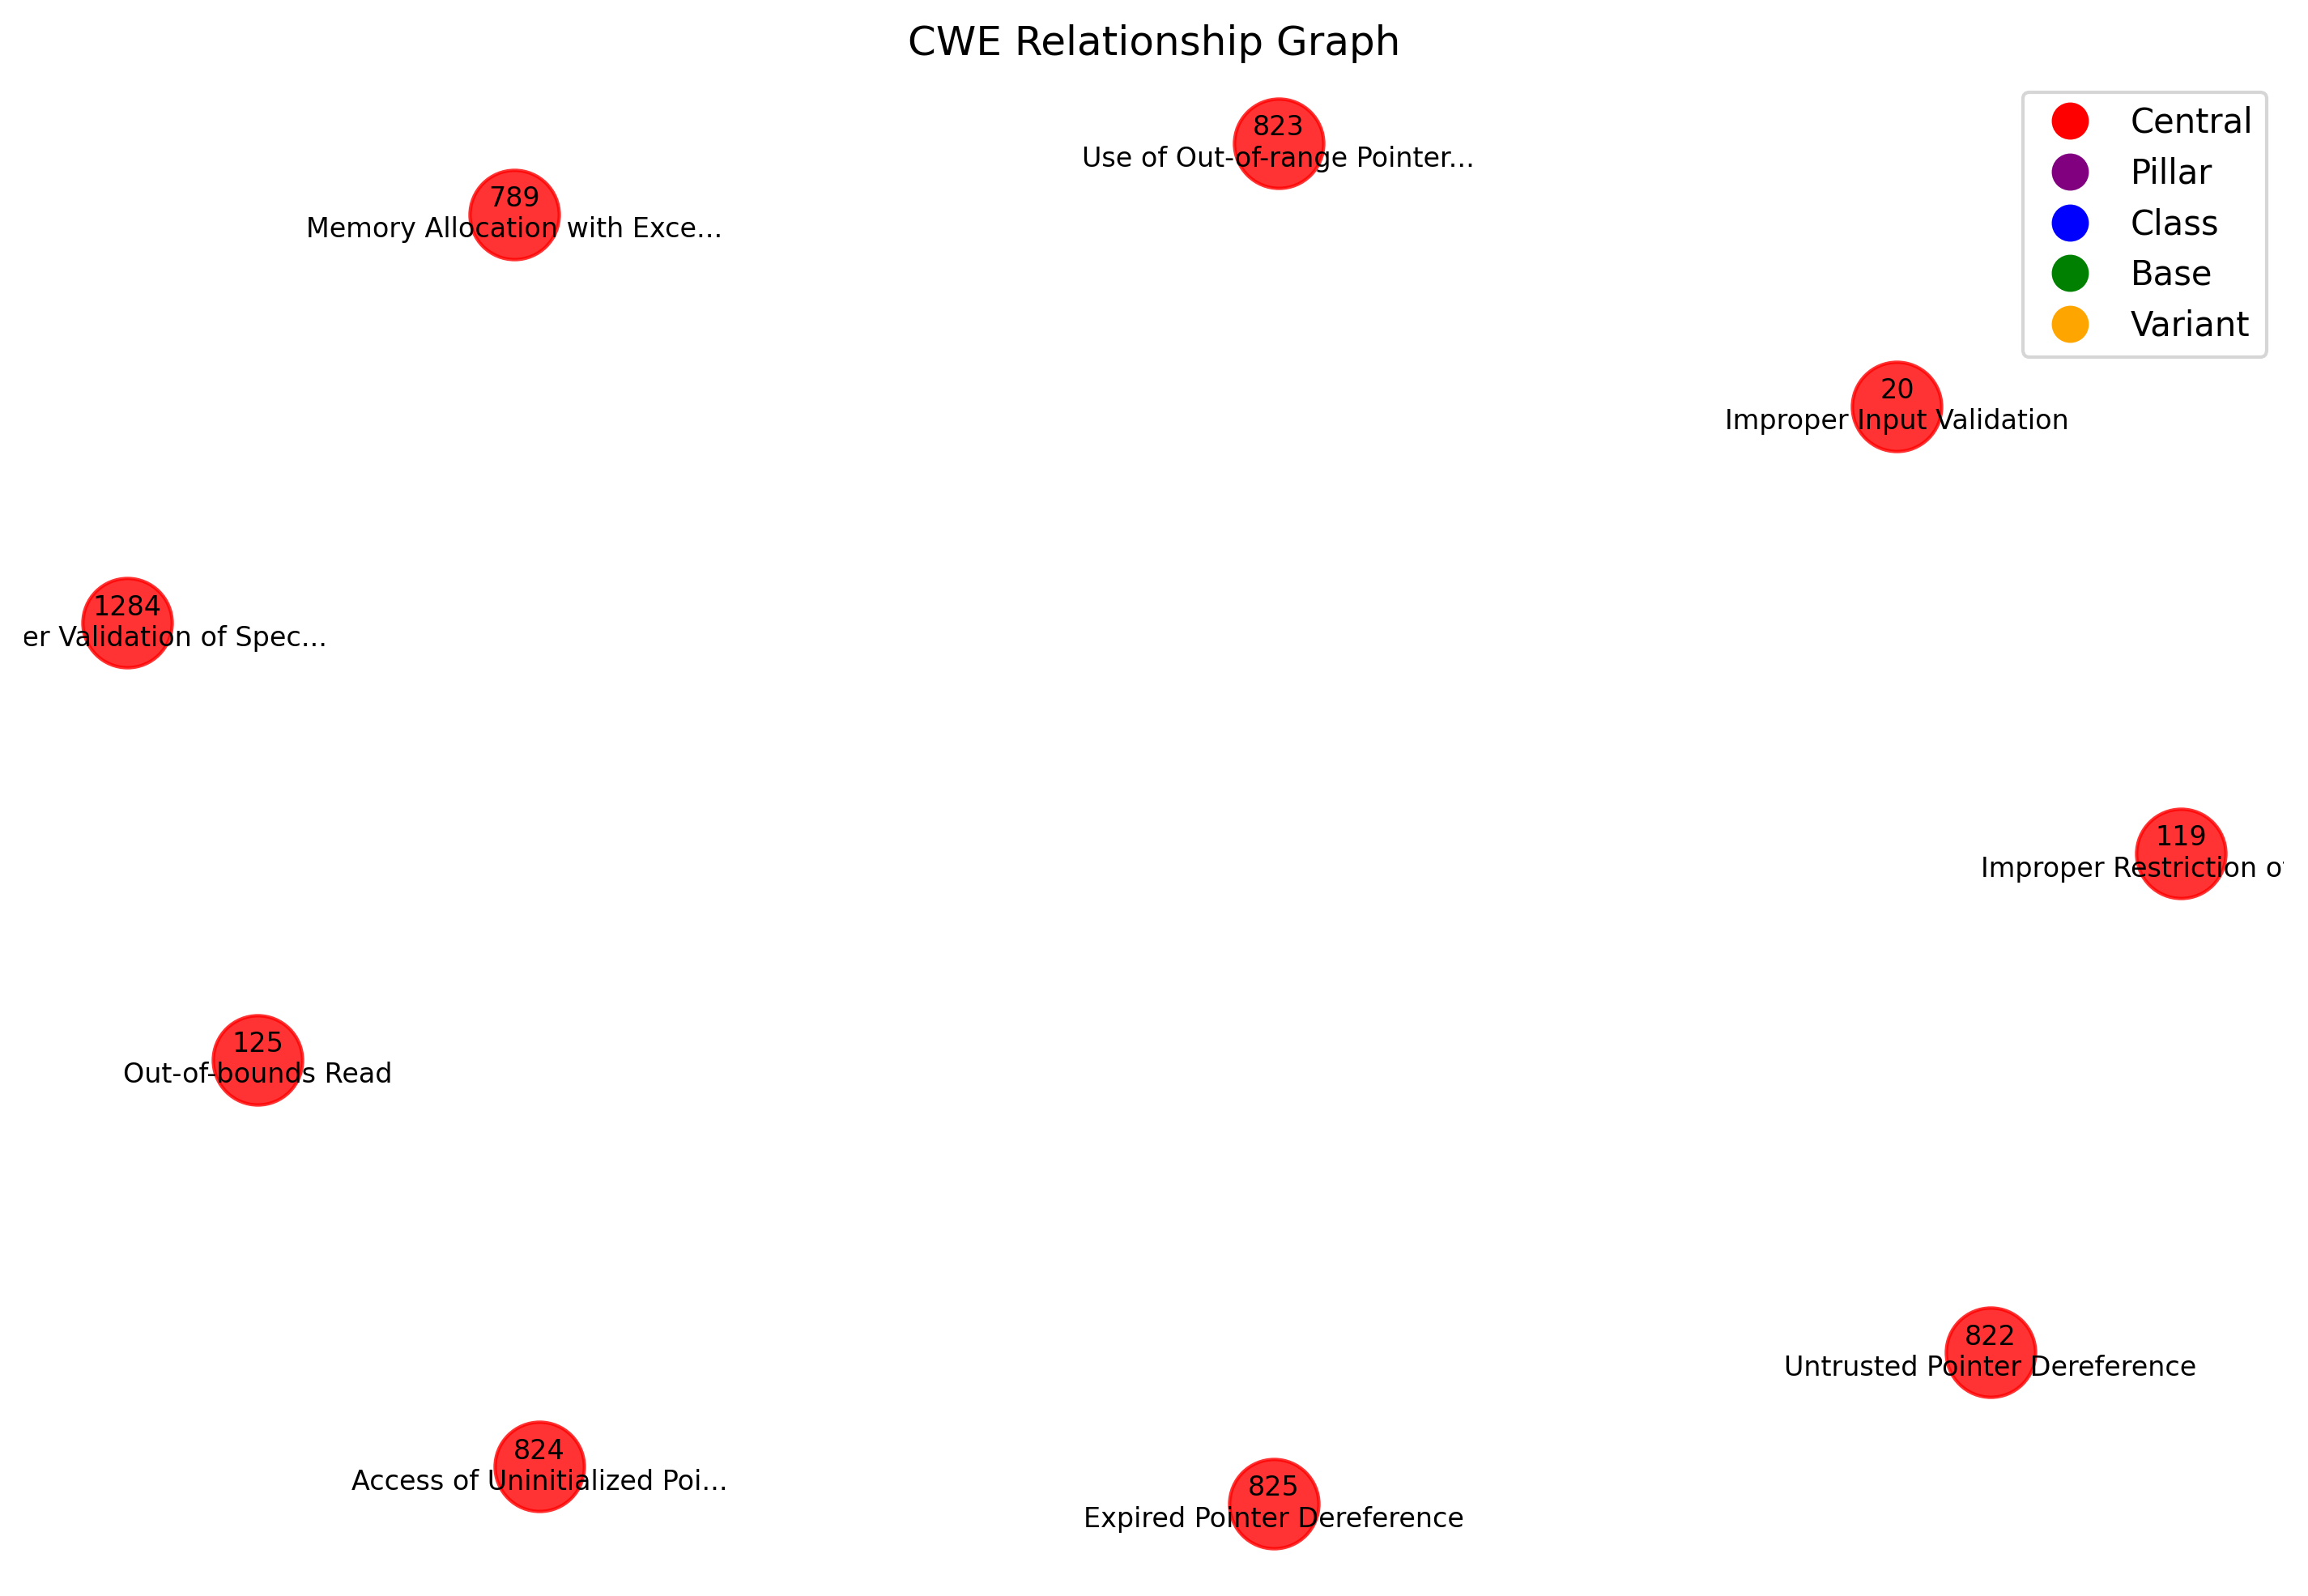 CWE Relationship Graph
823
Use of Out-of-range Pointer...
Central
Pillar
Class
Base
Variant
789
Memory Allocation with Exce...
20
Improper Input Validation
1284
er Validation of Spec...
119
Improper Restriction
125
Out-of-bounds Read
822
Untrusted Pointer Dereference
824
Access of Uninitialized Poi...
825
Expired Pointer Dereference